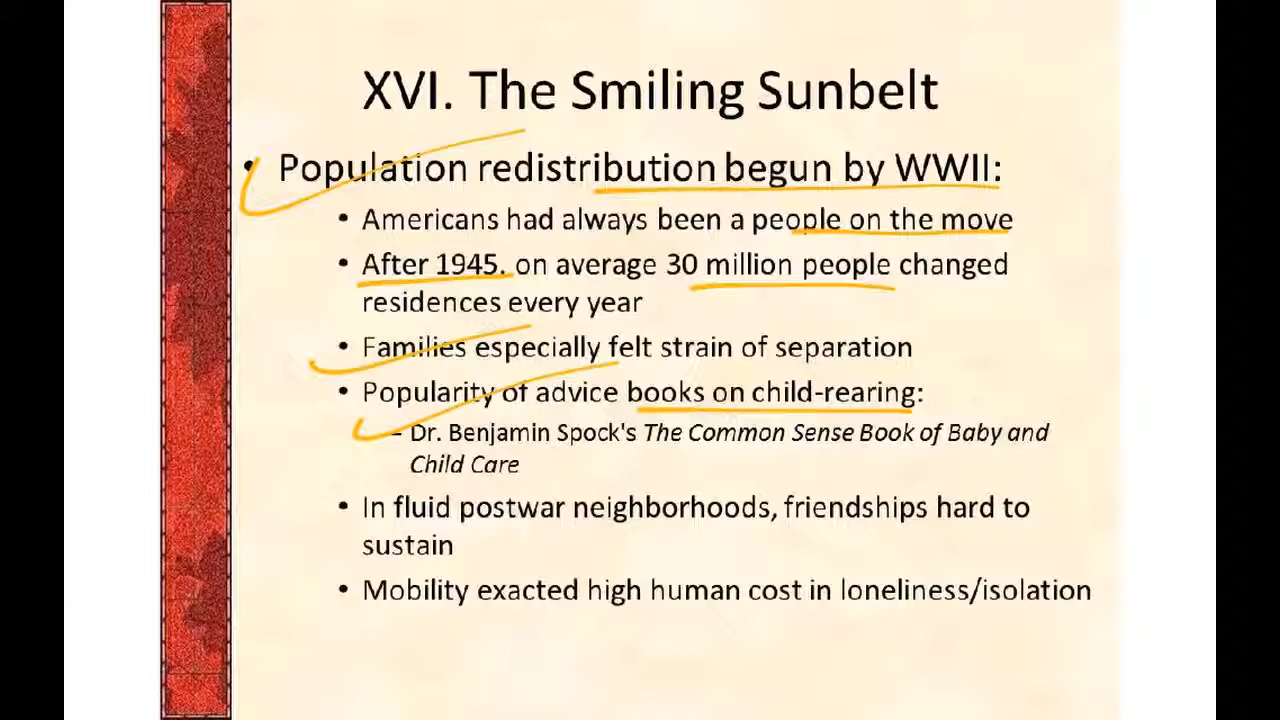 XVI. The Smiling Sunbelt
• Population redistribution begun by WWII:
• Americans had always been a people on the move
• After 1945. on average 30 million people changed
residences every year
• Families especially felt strain of separation
• Popularity of advice books on child-rearing:
– Dr. Benjamin Spock's The Common Sense Book of Baby and
Child Care
• In fluid postwar neighborhoods, friendships hard to
sustain
• Mobility exacted high human cost in loneliness/isolation